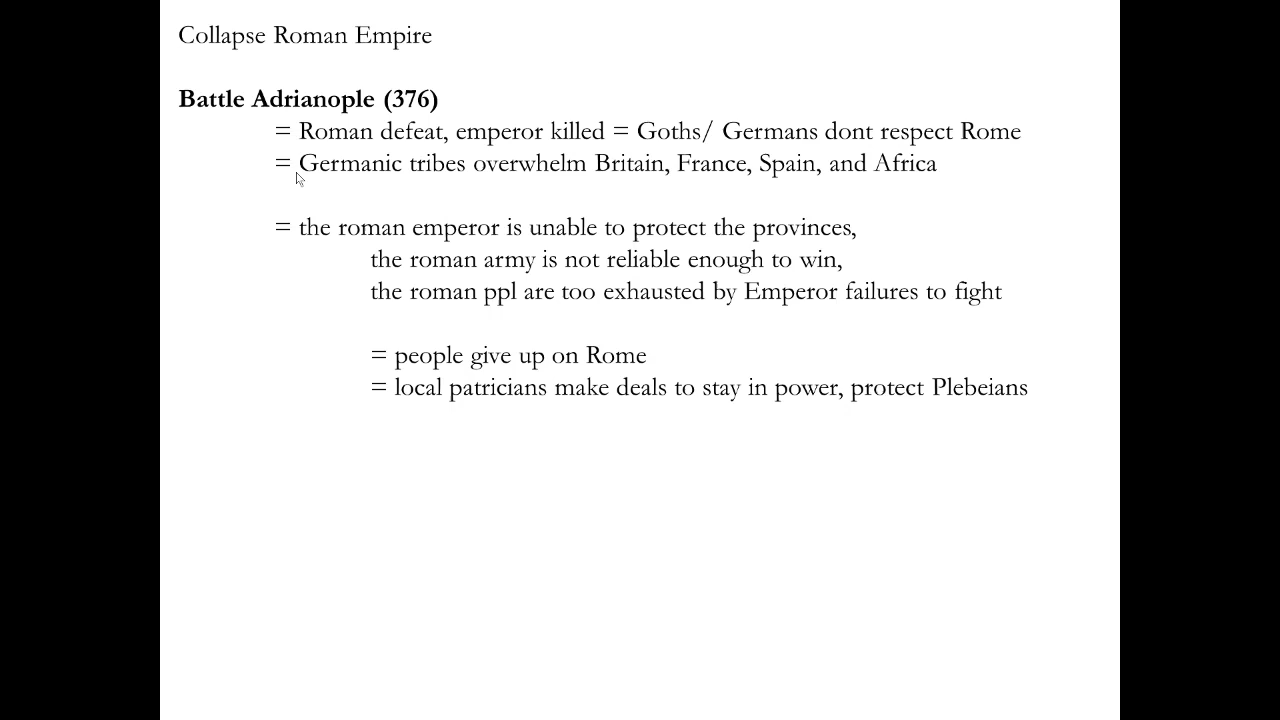 Collapse Roman Empire
Battle Adrianople (376)
= Roman defeat, emperor killed = Goths/ Germans dont respect Rome
= Germanic tribes overwhelm Britain, France, Spain, and Africa
= the roman emperor is unable to protect the provinces,
the roman army is not reliable enough to win,
the roman ppl are too exhausted by Emperor failures to fight
= people give up on Rome
= local patricians make deals to stay in power, protect Plebeians